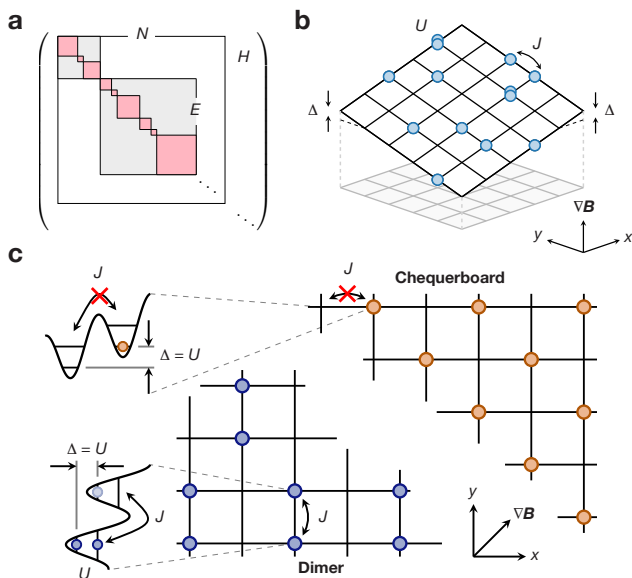 a
N
H
E
b
U
J
Δ
Δ
∇B
y
x
c
J
Δ = U
J
Chequerboard
Δ = U
J
U
J
Dimer
y
∇B
x